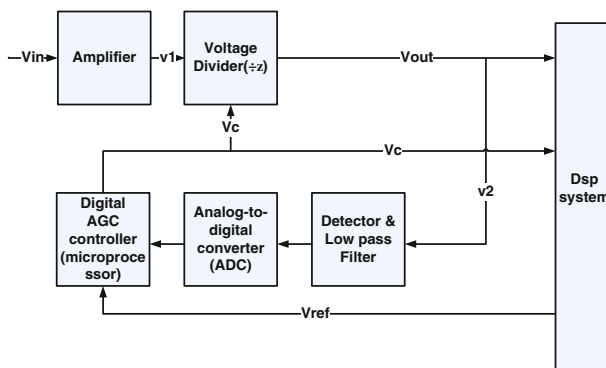 Vin
Amplifier
v1
Voltage
Divider(÷z)
Vout
Vc
Vc
v2
Dsp
system
Digital
AGC
controller
(microproce
ssor)
Analog-to-
digital
converter
(ADC)
Detector &
Low pass
Filter
Vref